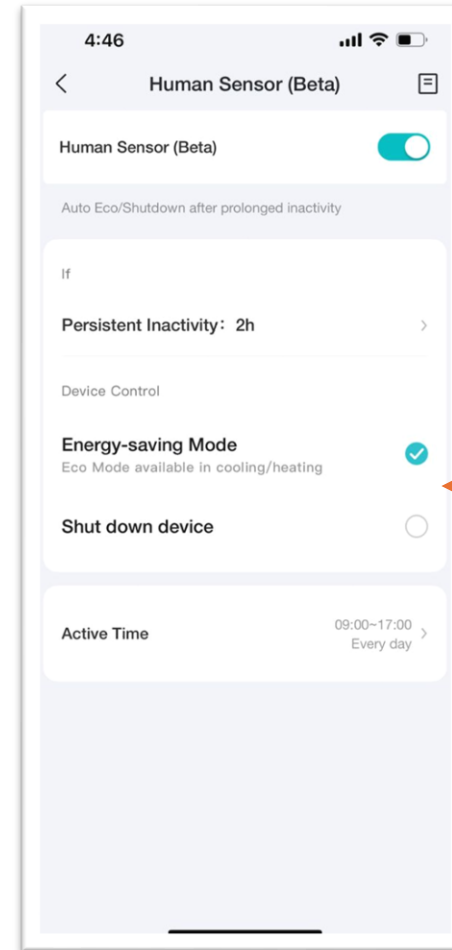 4:46
Human Sensor (Beta)
Human Sensor (Beta)
Auto Eco/Shutdown after prolonged inactivity
If
Persistent Inactivity: 2h
Device Control
Energy-saving Mode
Eco Mode available in cooling/heating
Shut down device
Active Time
09:00~17:00
Every day